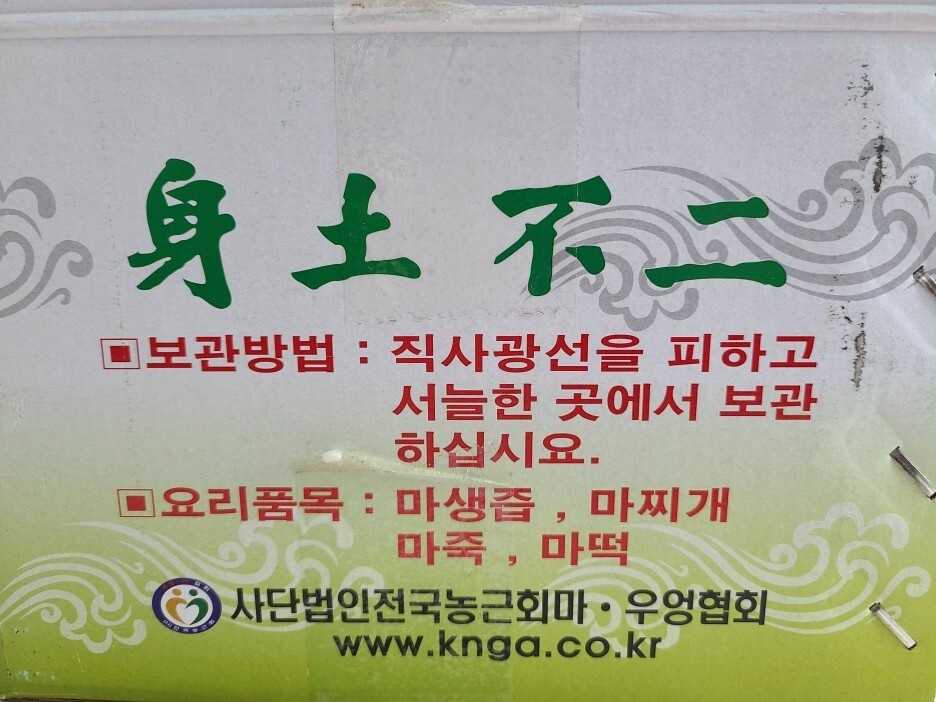 身土不二
▣보관방법 : 직사광선을 피하고
서늘한 곳에서 보관
하십시요.
▣요리품목 : 마생즙 , 마찌개
마죽 , 마떡
사단법인전국농근회마·우엉협회
www.knga.co.kr